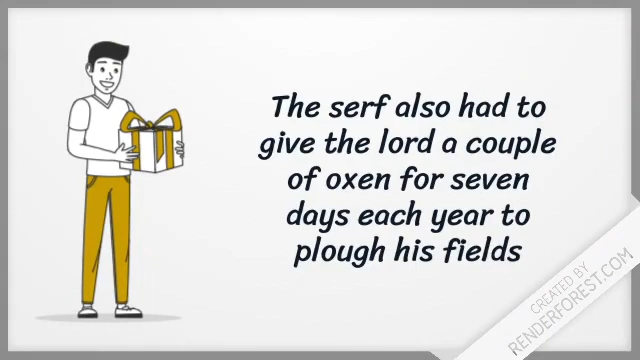 The serf also had to
give the lord a couple
of oxen for seven
days each year to
plough his fields
CREATED BY
RENDERFOREST.COM